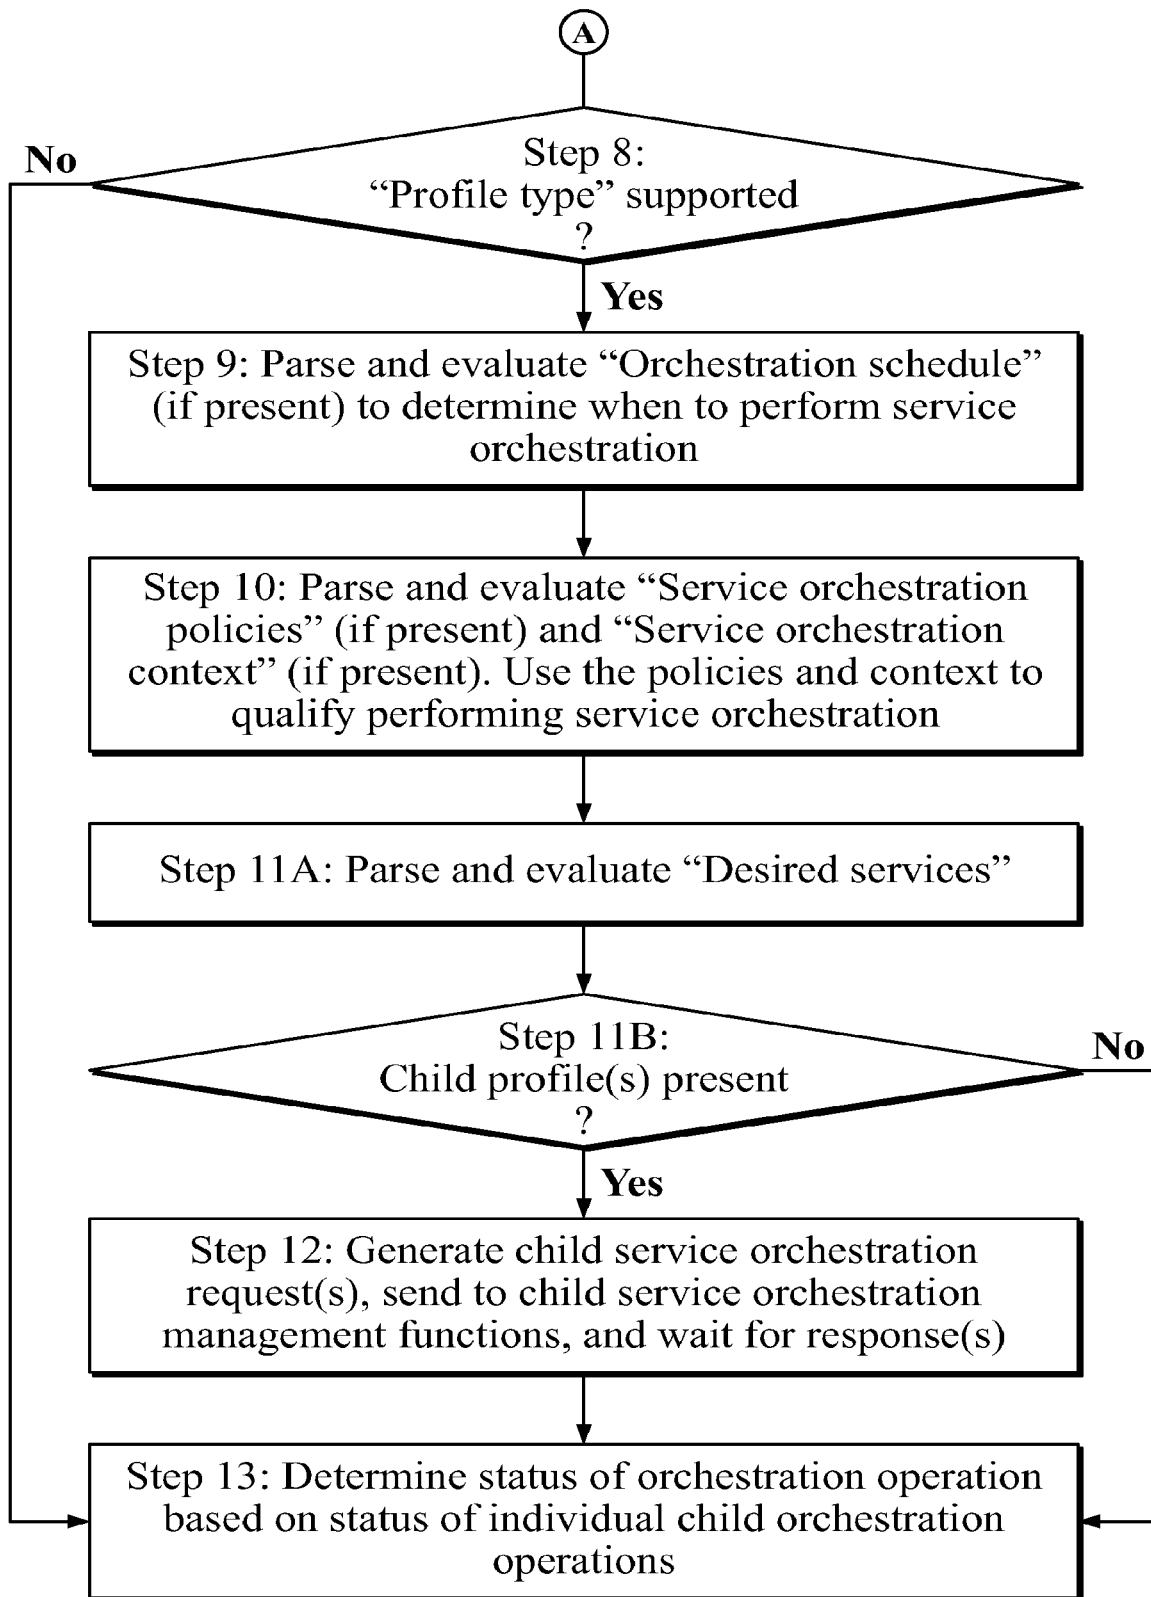 A
No
Step 8:
“Profile type” supported
?
Yes
Step 9: Parse and evaluate “Orchestration schedule”
(if present) to determine when to perform service
orchestration
Step 10: Parse and evaluate “Service orchestration
policies” (if present) and “Service orchestration
context” (if present). Use the policies and context to
qualify performing service orchestration
Step 11A: Parse and evaluate “Desired services”
Step 11B:
Child profile(s) present
?
No
Yes
Step 12: Generate child service orchestration
request(s), send to child service orchestration
management functions, and wait for response(s)
Step 13: Determine status of orchestration operation
based on status of individual child orchestration
operations